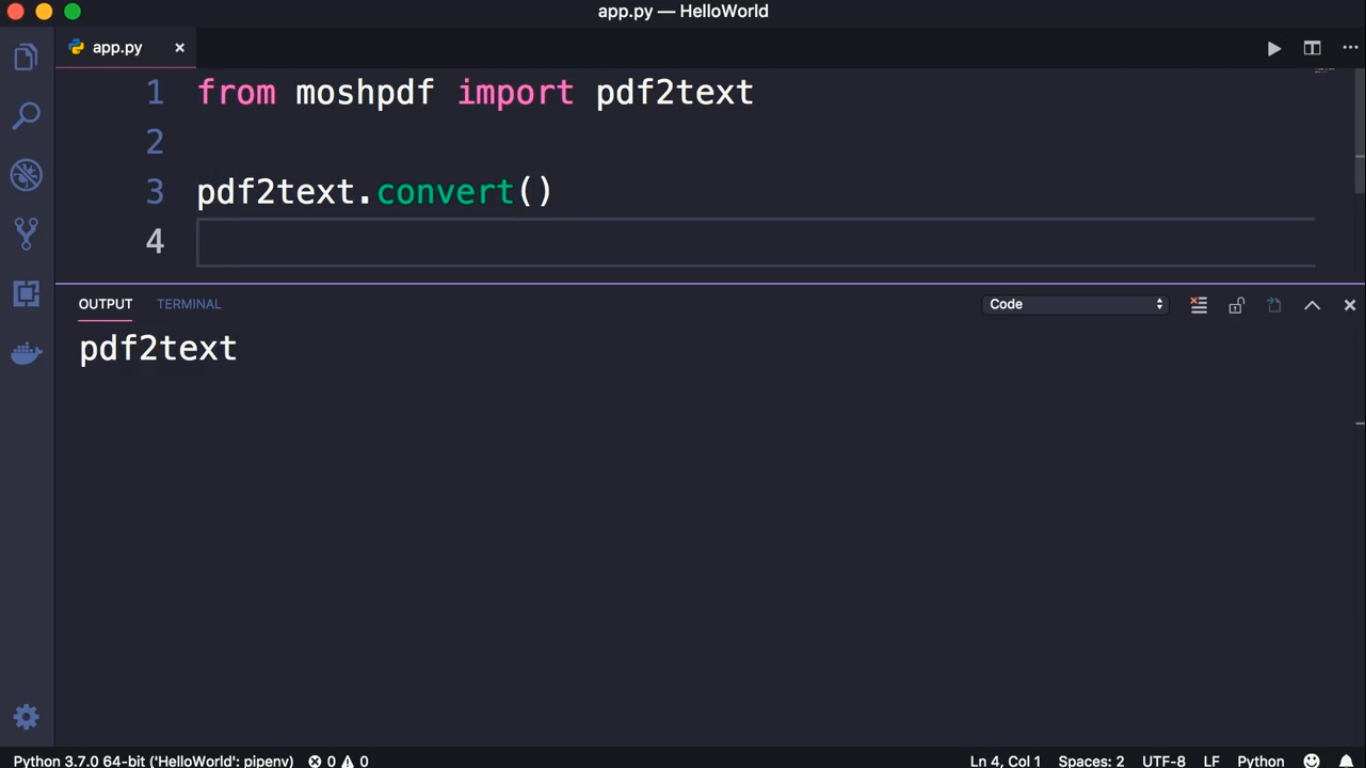 app.py — HelloWorld
app.py
1 from moshpdf import pdf2text
2
3 pdf2text.convert()
4
OUTPUT TERMINAL Code
pdf2text
Python 3.7.0 64-bit ('HelloWorld': pipenv) 0 0 Ln 4, Col 1 Spaces: 2 UTF-8 LF Python